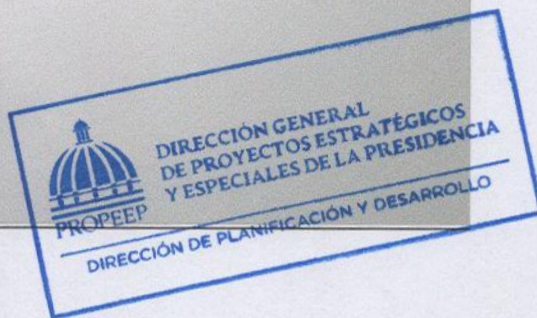 DIRECCIÓN GENERAL
DE PROYECTOS ESTRATÉGICOS
Y ESPECIALES DE LA PRESIDENCIA
PROPEEP
DIRECCIÓN DE PLANIFICACIÓN Y DESARROLLO